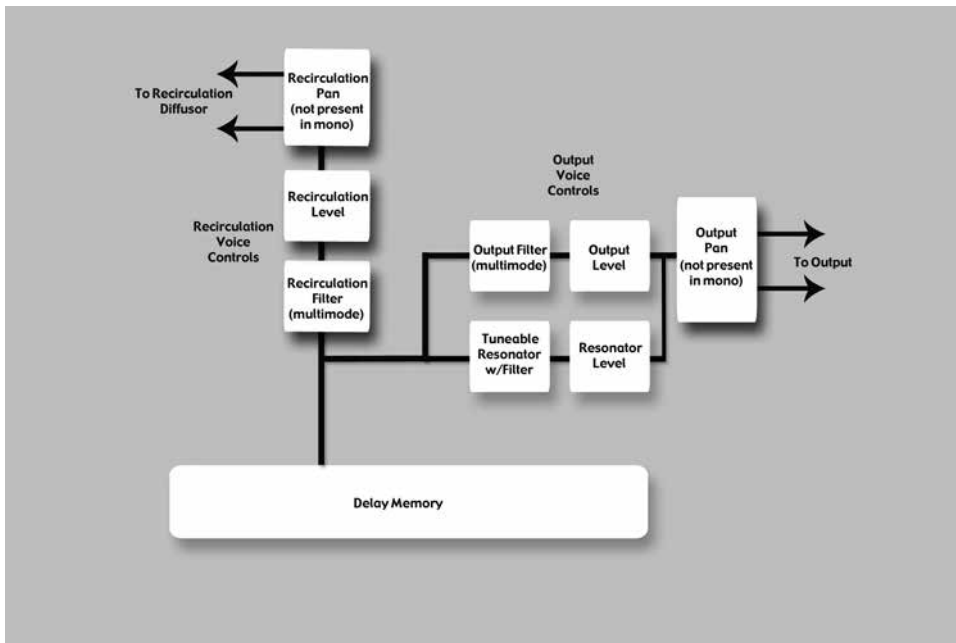 Recirculation
Pan
(not present
in mono)
To Recirculation
Diffusor
Recirculation
Level
Recirculation
Voice
Controls
Recirculation
Filter
(multimode)
Output
Voice
Controls
Output Filter
(multimode)
Output
Level
Output
Pan
(not present
in mono)
To Output
Tuneable
Resonator
w/Filter
Resonator
Level
Delay Memory